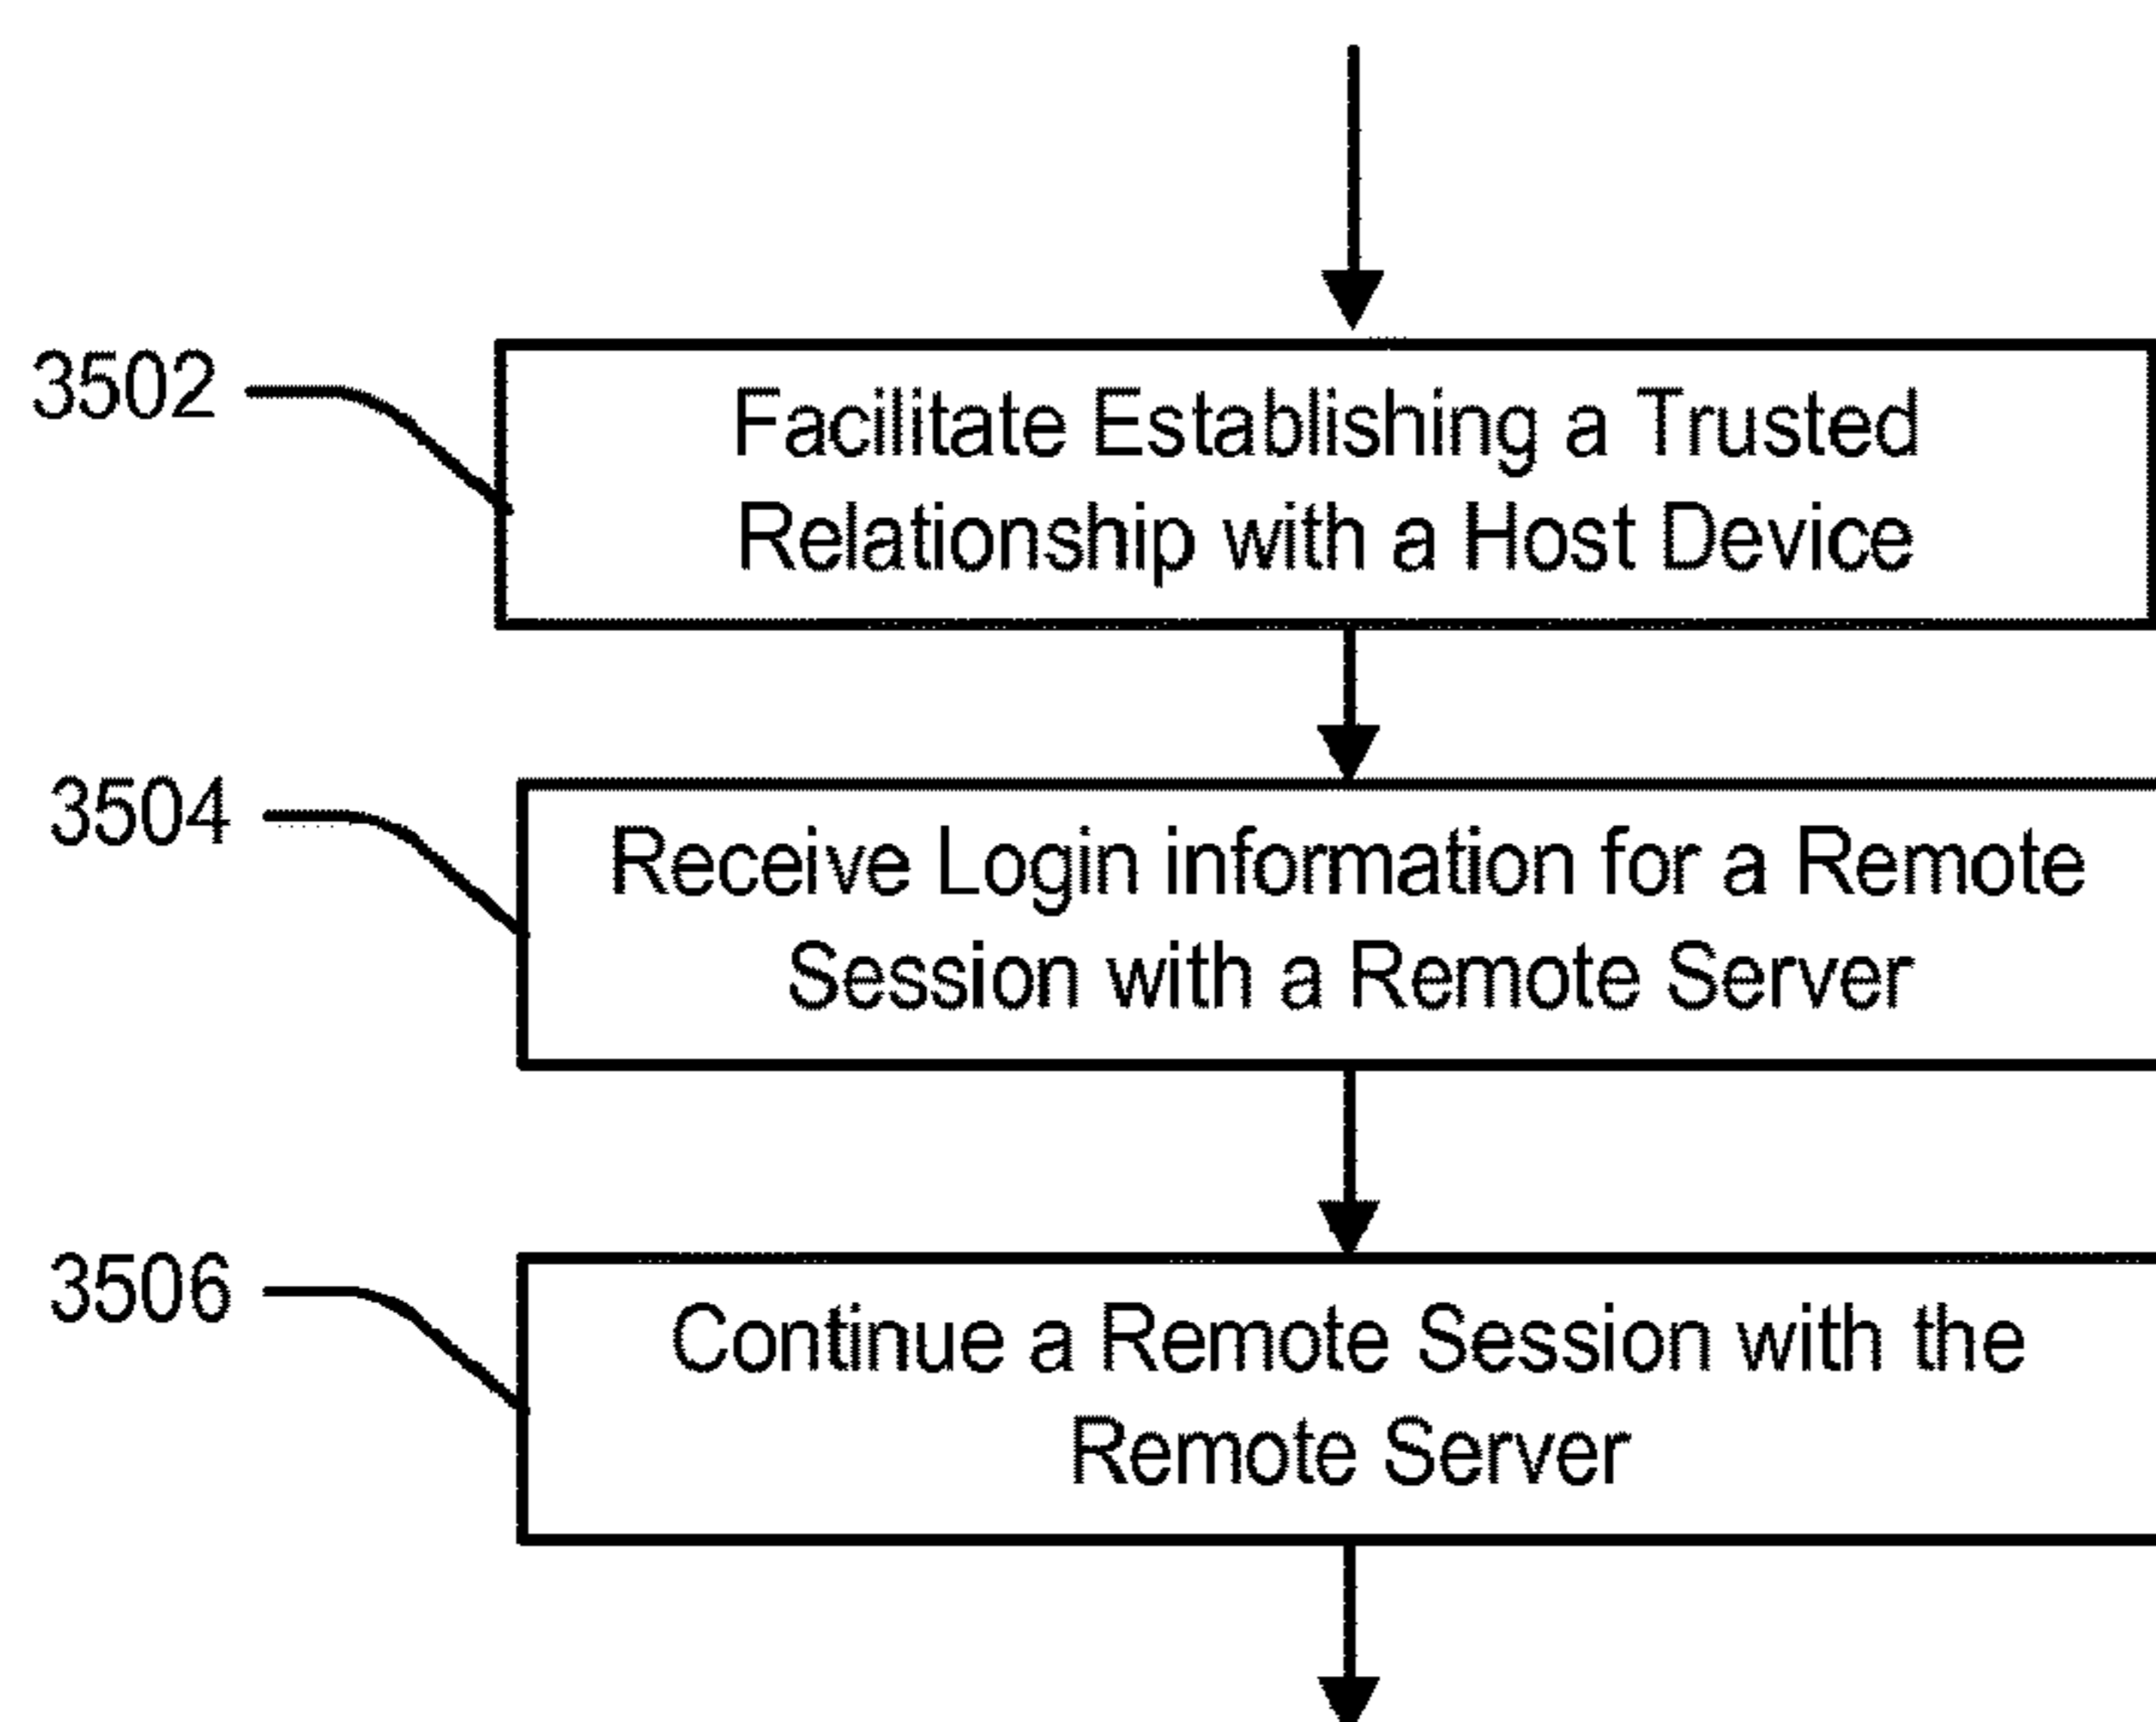 3502
Facilitate Establishing a Trusted
Relationship with a Host Device
3504
Receive Login information for a Remote
Session with a Remote Server
3506
Continue a Remote Session with the
Remote Server